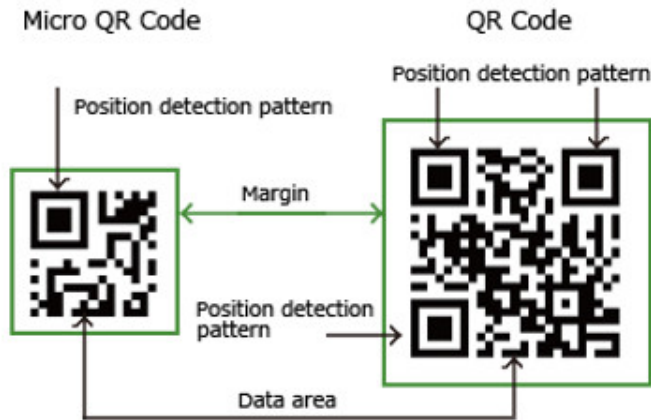 Micro QR Code
QR Code
Position detection pattern
Position detection pattern
Margin
Position detection
pattern
Data area